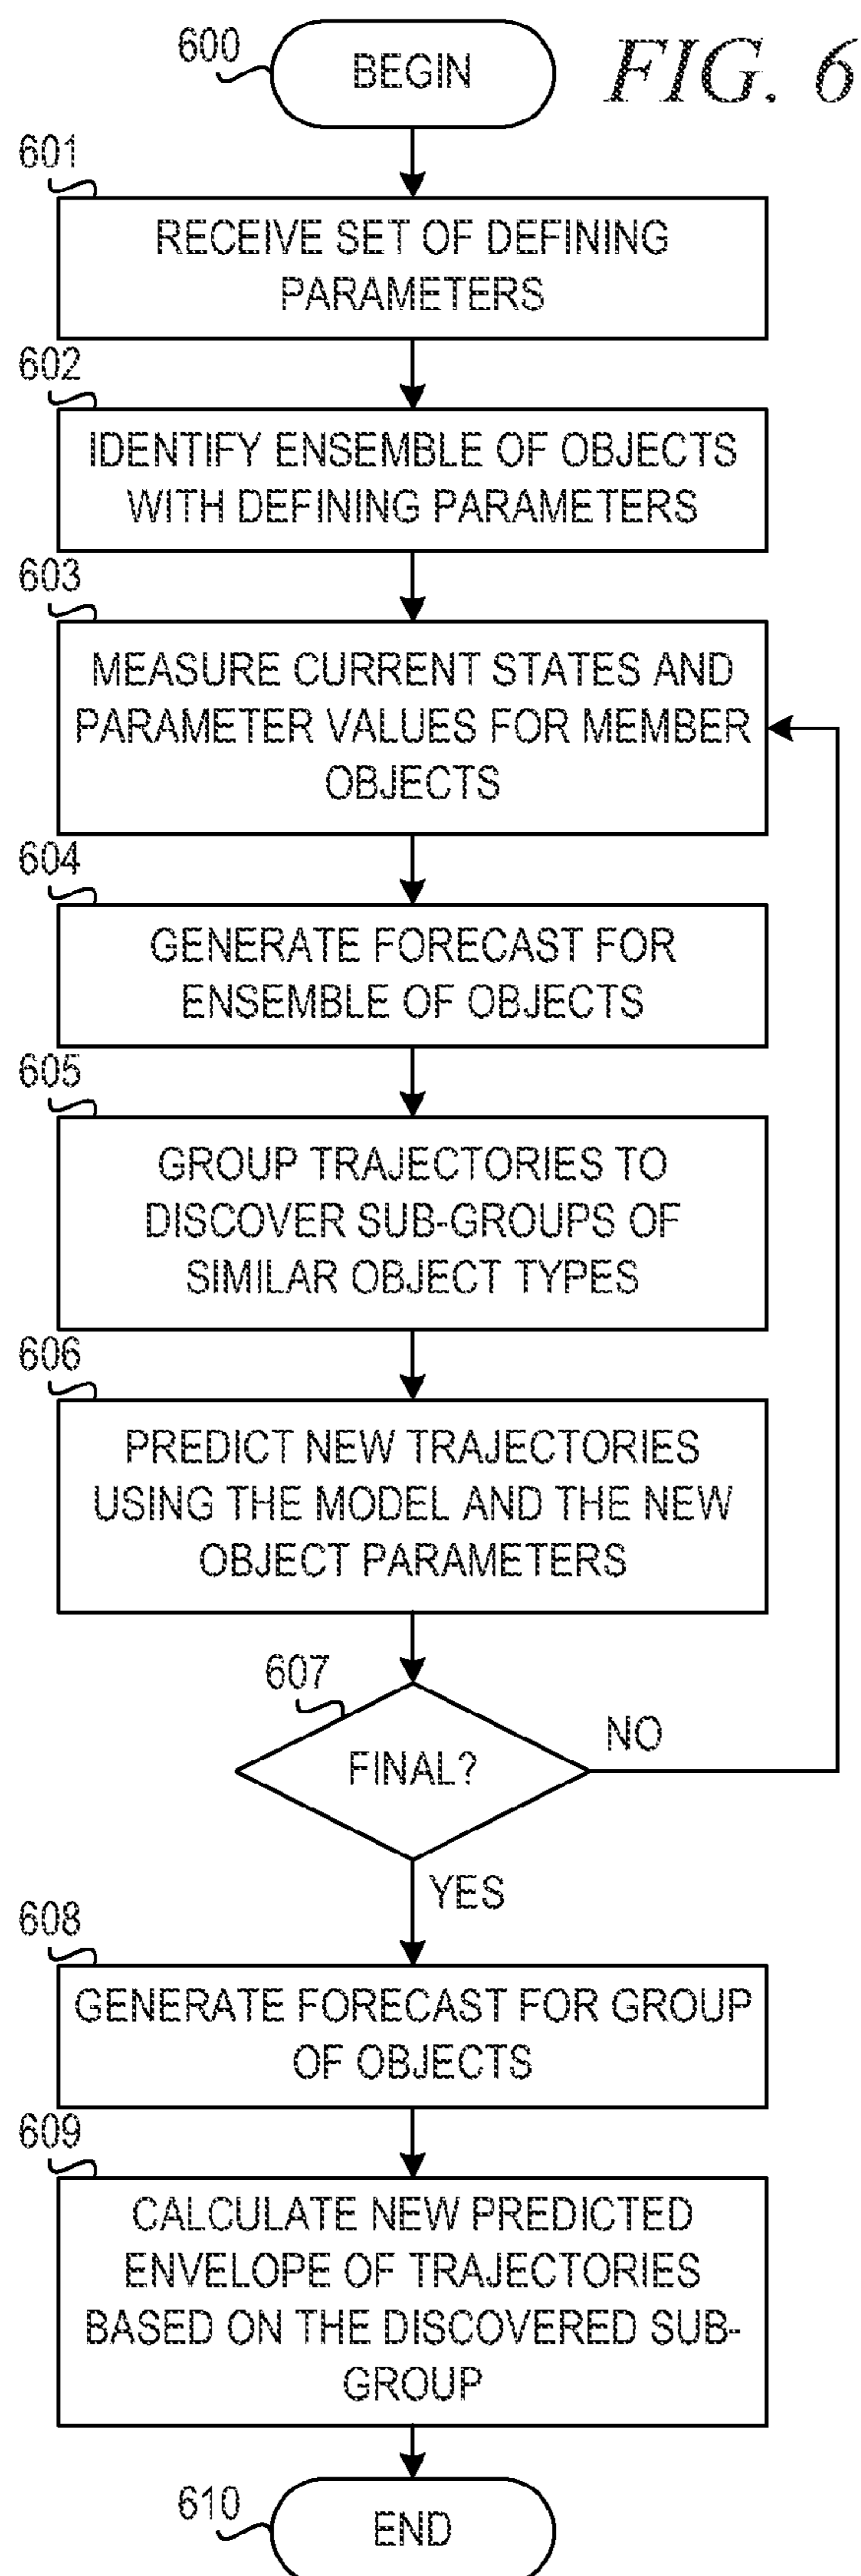 FIG. 6
600
BEGIN
601
RECEIVE SET OF DEFINING
PARAMETERS
602
IDENTIFY ENSEMBLE OF OBJECTS
WITH DEFINING PARAMETERS
603
MEASURE CURRENT STATES AND
PARAMETER VALUES FOR MEMBER
OBJECTS
604
GENERATE FORECAST FOR
ENSEMBLE OF OBJECTS
605
GROUP TRAJECTORIES TO
DISCOVER SUB-GROUPS OF
SIMILAR OBJECT TYPES
606
PREDICT NEW TRAJECTORIES
USING THE MODEL AND THE NEW
OBJECT PARAMETERS
607
FINAL?
NO
YES
608
GENERATE FORECAST FOR GROUP
OF OBJECTS
609
CALCULATE NEW PREDICTED
ENVELOPE OF TRAJECTORIES
BASED ON THE DISCOVERED SUB-
GROUP
610
END